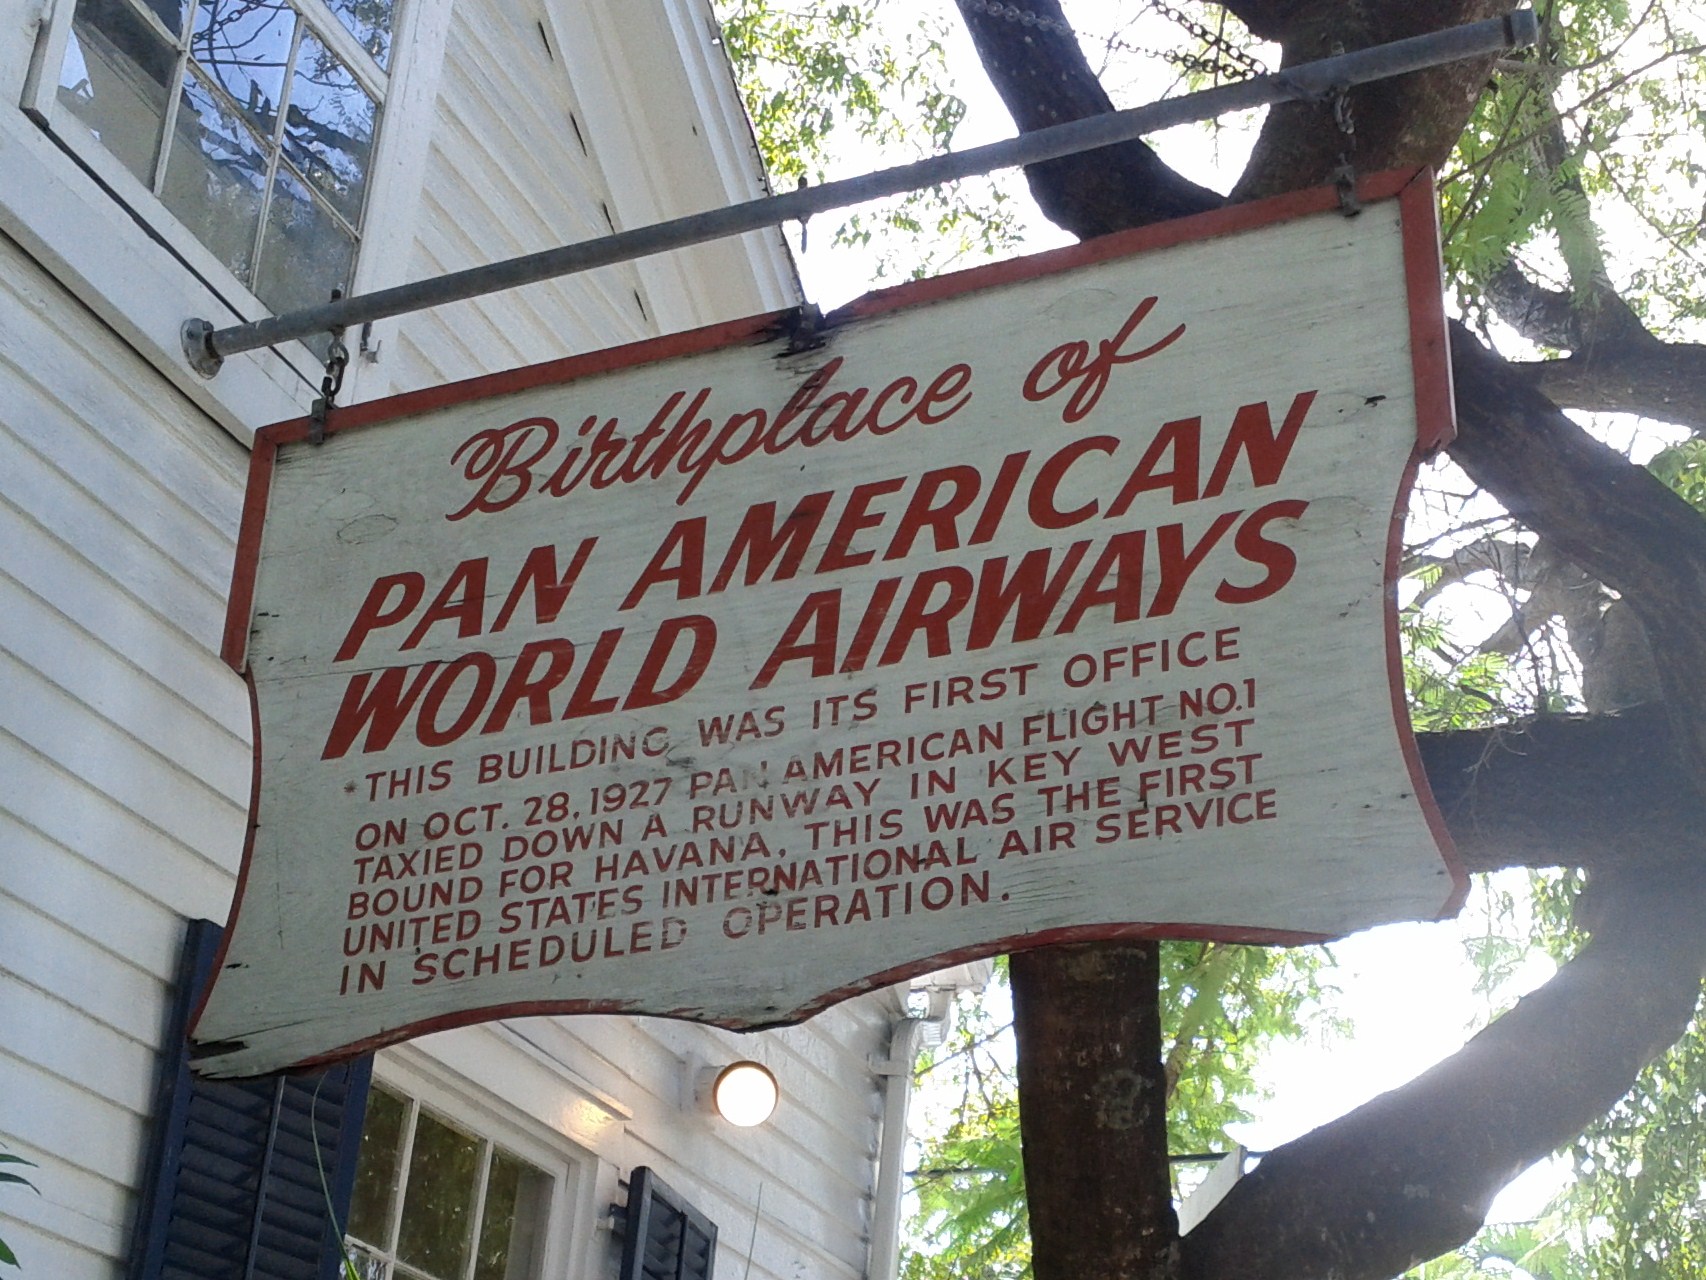 Birthplace of
PAN AMERICAN
WORLD AIRWAYS
*THIS BUILDING WAS ITS FIRST OFFICE
ON OCT. 28, 1927 PAN AMERICAN FLIGHT NO.1
TAXIED DOWN A RUNWAY IN KEY WEST
BOUND FOR HAVANA, THIS WAS THE FIRST
UNITED STATES INTERNATIONAL AIR SERVICE
IN SCHEDULED OPERATION.